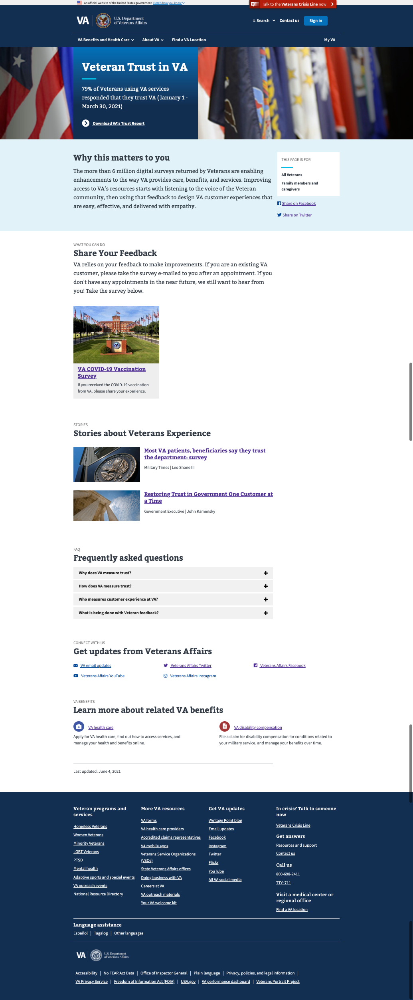 An official website of the United States government Here's how you know
Talk to the Veterans Crisis Line now
VA
U.S. Department
of Veterans Affairs
Search
Contact us
Sign in
VA Benefits and Health Care
About VA
Find a VA Location
My VA
Veteran Trust in VA
79% of Veterans using VA services
responded that they trust VA ( January 1 -
March 30, 2021)
Download VA's Trust Report
Why this matters to you
The more than 6 million digital surveys returned by Veterans are enabling
enhancements to the way VA provides care, benefits, and services. Improving
access to VA’s resources starts with listening to the voice of the Veteran
community, then using that feedback to design VA customer experiences that
are easy, effective, and delivered with empathy.
THIS PAGE IS FOR
All Veterans
Family members and
caregivers
Share on Facebook
Share on Twitter
WHAT YOU CAN DO
Share Your Feedback
VA relies on your feedback to make improvements. If you are an existing VA
customer, please take the survey e-mailed to you after an appointment. If you
don't have any appointments in the near future, we still want to hear from
you! Take the survey below.
VA COVID-19 Vaccination
Survey
If you received the COVID-19 vaccination
from VA, please share your experience.
STORIES
Stories about Veterans Experience
Most VA patients, beneficiaries say they trust
the department: survey
Military Times | Leo Shane III
Restoring Trust in Government One Customer at
a Time
Government Executive | John Kamensky
FAQ
Frequently asked questions
Why does VA measure trust?
How does VA measure trust?
Who measures customer experience at VA?
What is being done with Veteran feedback?
CONNECT WITH US
Get updates from Veterans Affairs
VA email updates
Veterans Affairs Twitter
Veterans Affairs Facebook
Veterans Affairs YouTube
Veterans Affairs Instagram
VA BENEFITS
Learn more about related VA benefits
VA health care
Apply for VA health care, find out how to access services, and
manage your health and benefits online.
VA disability compensation
File a claim for disability compensation for conditions related to
your military service, and manage your benefits over time.
Last updated: June 4, 2021
Veteran programs and
services
Homeless Veterans
Women Veterans
Minority Veterans
LGBT Veterans
PTSD
Mental health
Adaptive sports and special events
VA outreach events
National Resource Directory
More VA resources
VA forms
VA health care providers
Accredited claims representatives
VA mobile apps
Veterans Service Organizations
(VSOs)
State Veterans Affairs offices
Doing business with VA
Careers at VA
VA outreach materials
Your VA welcome kit
Get VA updates
VAntage Point blog
Email updates
Facebook
Instagram
Twitter
Flickr
YouTube
All VA social media
In crisis? Talk to someone
now
Veterans Crisis Line
Get answers
Resources and support
Contact us
Call us
800-698-2411
TTY: 711
Visit a medical center or
regional office
Find a VA location
Language assistance
Español | Tagalog | Other languages
VA
U.S. Department
of Veterans Affairs
Accessibility | No FEAR Act Data | Office of Inspector General | Plain language | Privacy, policies, and legal information |
VA Privacy Service | Freedom of Information Act (FOIA) | USA.gov | VA performance dashboard | Veterans Portrait Project